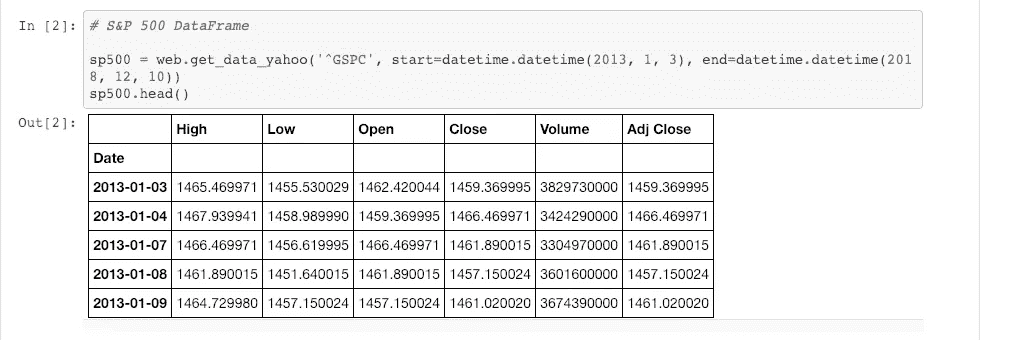 In [2]: # S&P 500 DataFrame
sp500 = web.get_data_yahoo('^GSPC', start=datetime.datetime(2013, 1, 3), end=datetime.datetime(201
8, 12, 10))
sp500.head()
Out[2]:
High Low Open Close Volume Adj Close
Date
2013-01-03 1465.469971 1455.530029 1462.420044 1459.369995 3829730000 1459.369995
2013-01-04 1467.939941 1458.989990 1459.369995 1466.469971 3424290000 1466.469971
2013-01-07 1466.469971 1456.619995 1466.469971 1461.890015 3304970000 1461.890015
2013-01-08 1461.890015 1451.640015 1461.890015 1457.150024 3601600000 1457.150024
2013-01-09 1464.729980 1457.150024 1457.150024 1461.020020 3674390000 1461.020020